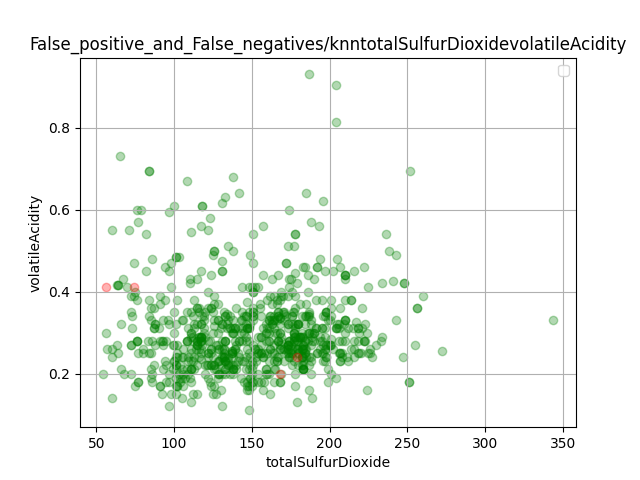 False_positive_and_False_negatives/knntotalSulfurDioxidevolatileAcidity
volatileAcidity
0.8
0.6
0.4
0.2
50 100 150 200 250 300 350
totalSulfurDioxide